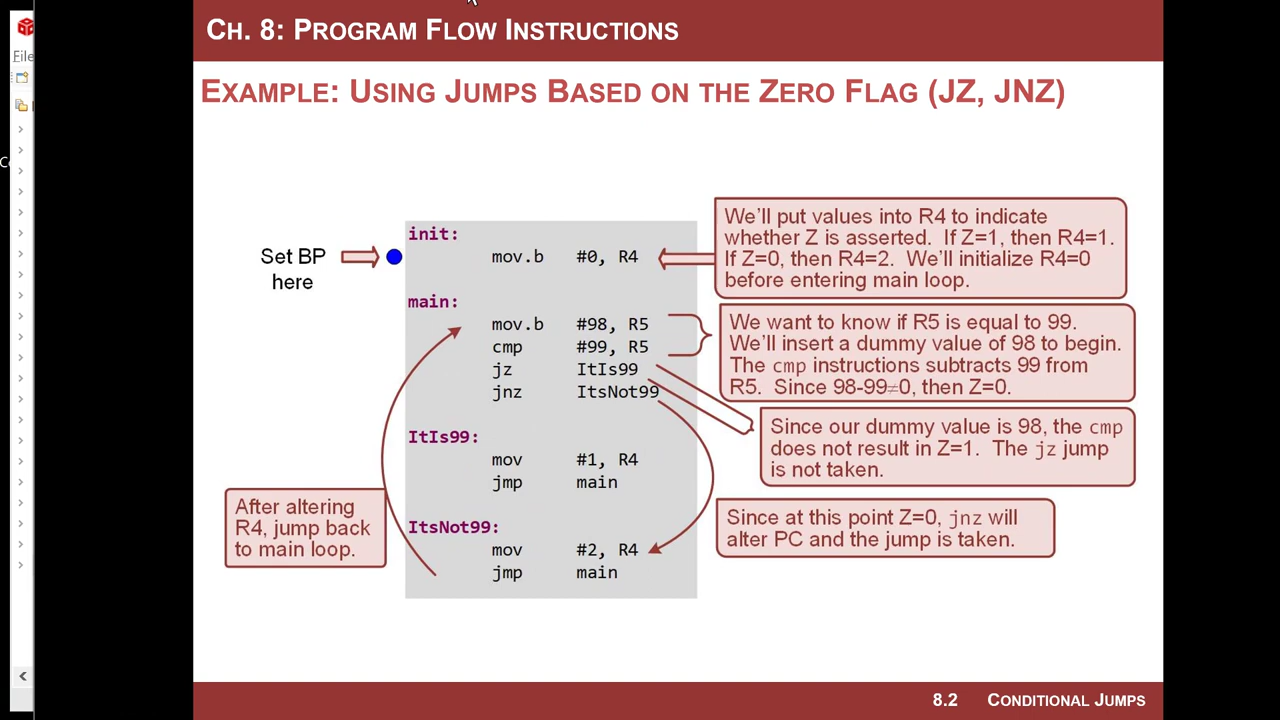 CH. 8: PROGRAM FLOW INSTRUCTIONS
File
EXAMPLE: USING JUMPS BASED ON THE ZERO FLAG (JZ, JNZ)
Set BP
here
init:
mov.b #0, R4
main:
mov.b #98, R5
cmp #99, R5
jz ItIs99
jnz ItsNot99
ItIs99:
mov #1, R4
jmp main
ItsNot99:
mov #2, R4
jmp main
We'll put values into R4 to indicate
whether Z is asserted. If Z=1, then R4=1.
If Z=0, then R4=2. We'll initialize R4=0
before entering main loop.
We want to know if R5 is equal to 99.
We'll insert a dummy value of 98 to begin.
The cmp instructions subtracts 99 from
R5. Since 98-99≠0, then Z=0.
Since our dummy value is 98, the cmp
does not result in Z=1. The jz jump
is not taken.
Since at this point Z=0, jnz will
alter PC and the jump is taken.
After altering
R4, jump back
to main loop.
8.2 CONDITIONAL JUMPS